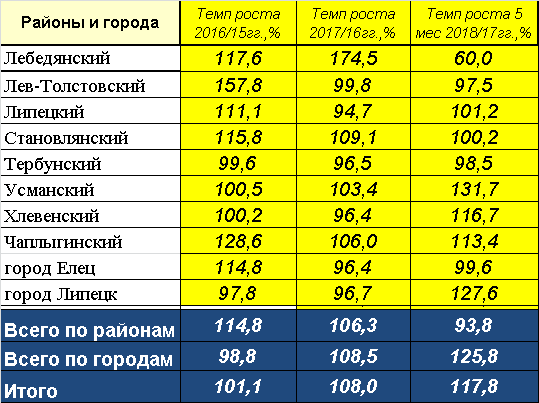 Районы и города Темп роста 2016/15гг.,% Темп роста 2017/16гг.,% Темп роста 5 мес 2018/17гг.,%
Лебедянский 117,6 174,5 60,0
Лев-Толстовский 157,8 99,8 97,5
Липецкий 111,1 94,7 101,2
Становлянский 115,8 109,1 100,2
Тербунский 99,6 96,5 98,5
Усманский 100,5 103,4 131,7
Хлевенский 100,2 96,4 116,7
Чаплыгинский 128,6 106,0 113,4
город Елец 114,8 96,4 99,6
город Липецк 97,8 96,7 127,6
Всего по районам 114,8 106,3 93,8
Всего по городам 98,8 108,5 125,8
Итого 101,1 108,0 117,8